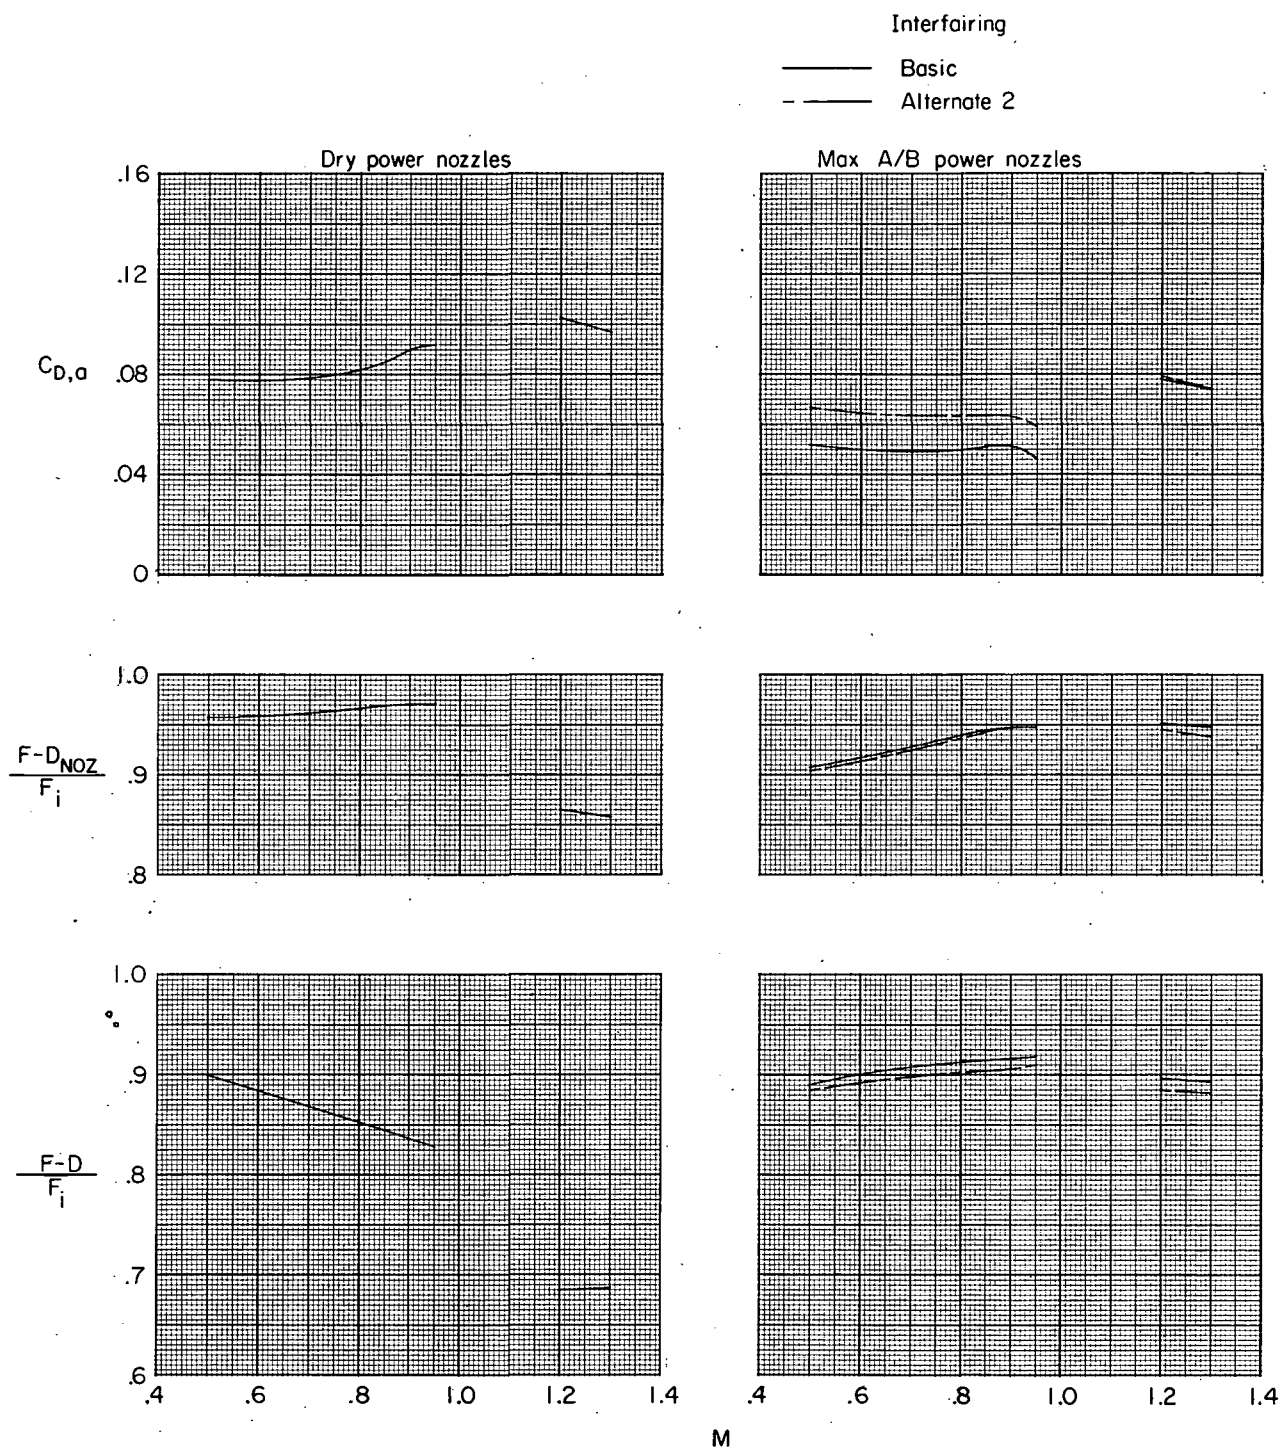 Interfairing
Basic
Alternate 2
Dry power nozzles
Max A/B power nozzles
.16
.12
C_D,a .08
.04
0
1.0
F-D_NOZ
F_i
.9
.8
1.0
.9
F-D
F_i
.8
.7
.6
.4 .6 .8 1.0 1.2 1.4
.4 .6 .8 1.0 1.2 1.4
M